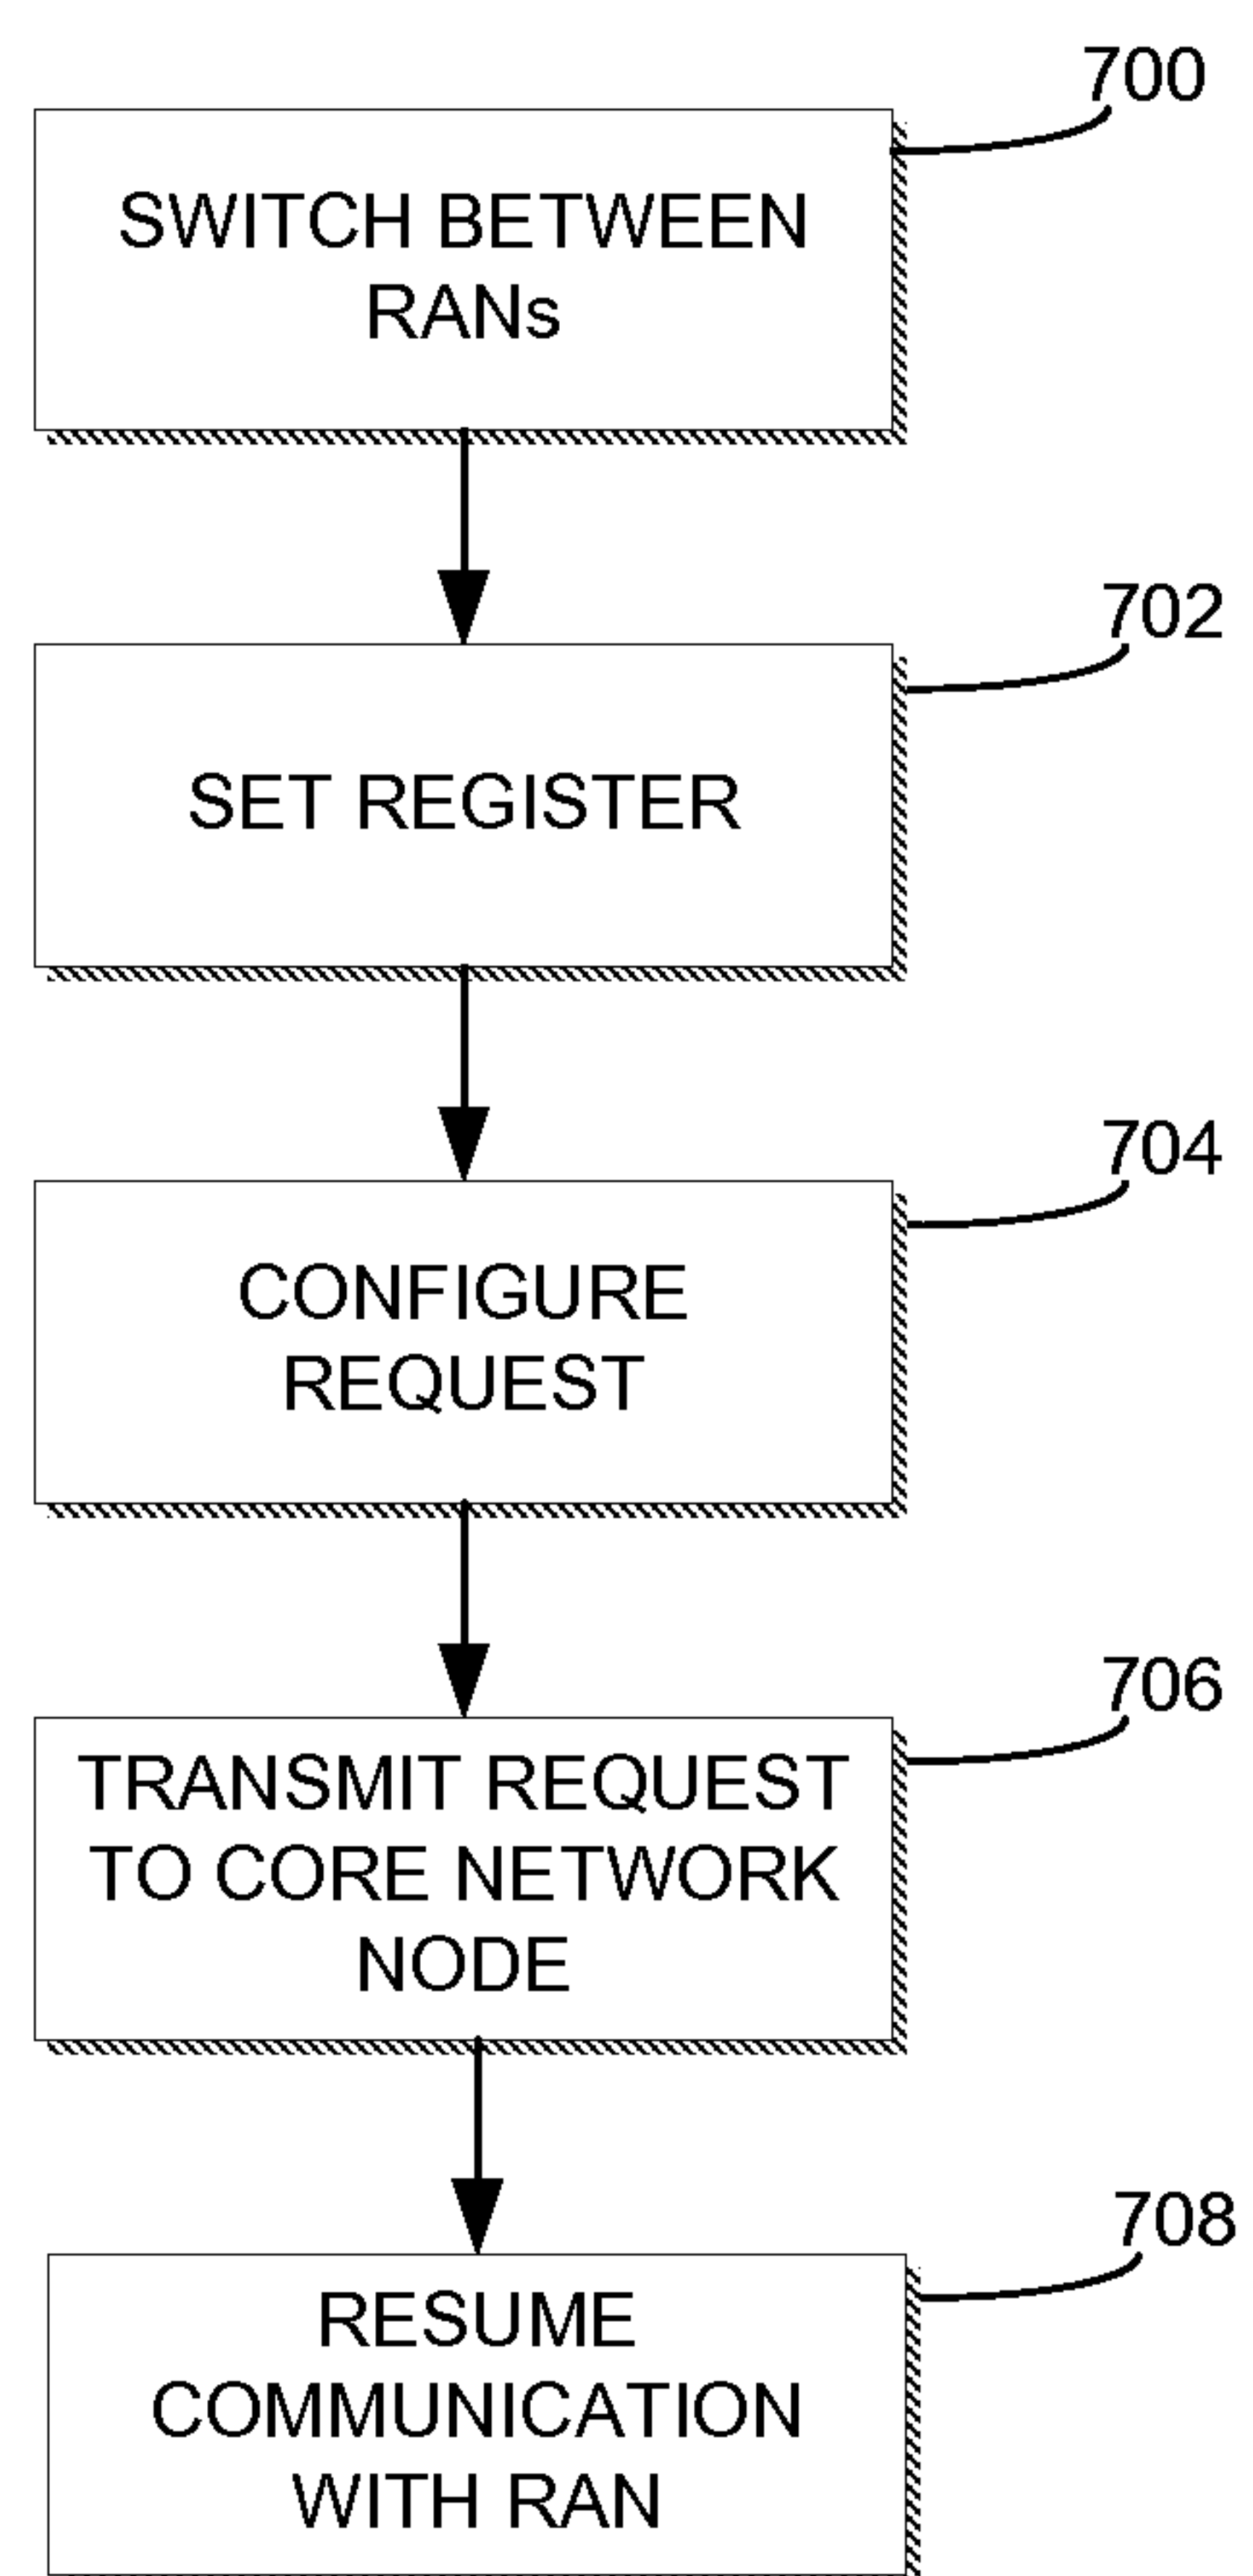 700
SWITCH BETWEEN
RANs
702
SET REGISTER
704
CONFIGURE
REQUEST
706
TRANSMIT REQUEST
TO CORE NETWORK
NODE
708
RESUME
COMMUNICATION
WITH RAN